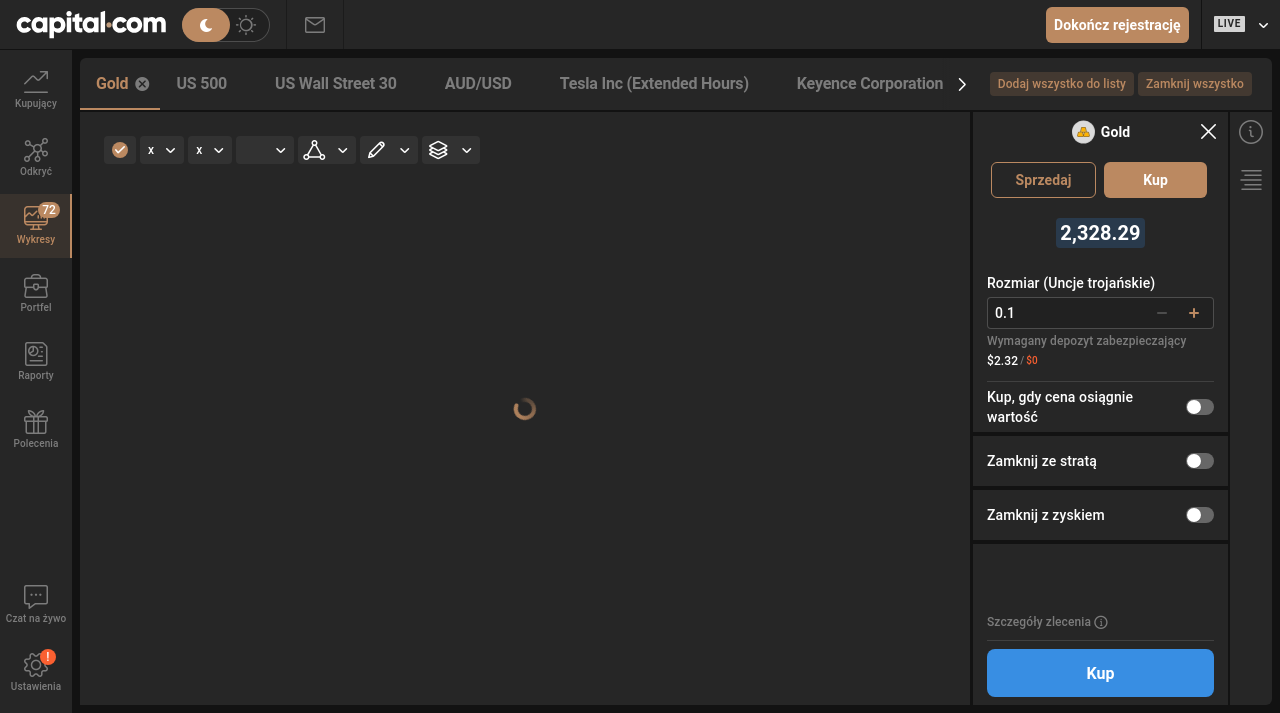 capital.com
Dokończ rejestrację
LIVE
Kupujący
Odkryć
72
Wykresy
Portfel
Raporty
Polecenia
Czat na żywo
!
Ustawienia
Gold
US 500
US Wall Street 30
AUD/USD
Tesla Inc (Extended Hours)
Keyence Corporation
Dodaj wszystko do listy
Zamknij wszystko
x
x
Gold
Sprzedaj
Kup
2,328.29
Rozmiar (Uncje trojańskie)
0.1
Wymagany depozyt zabezpieczający
$2.32 / $0
Kup, gdy cena osiągnie
wartość
Zamknij ze stratą
Zamknij z zyskiem
Szczegóły zlecenia
Kup